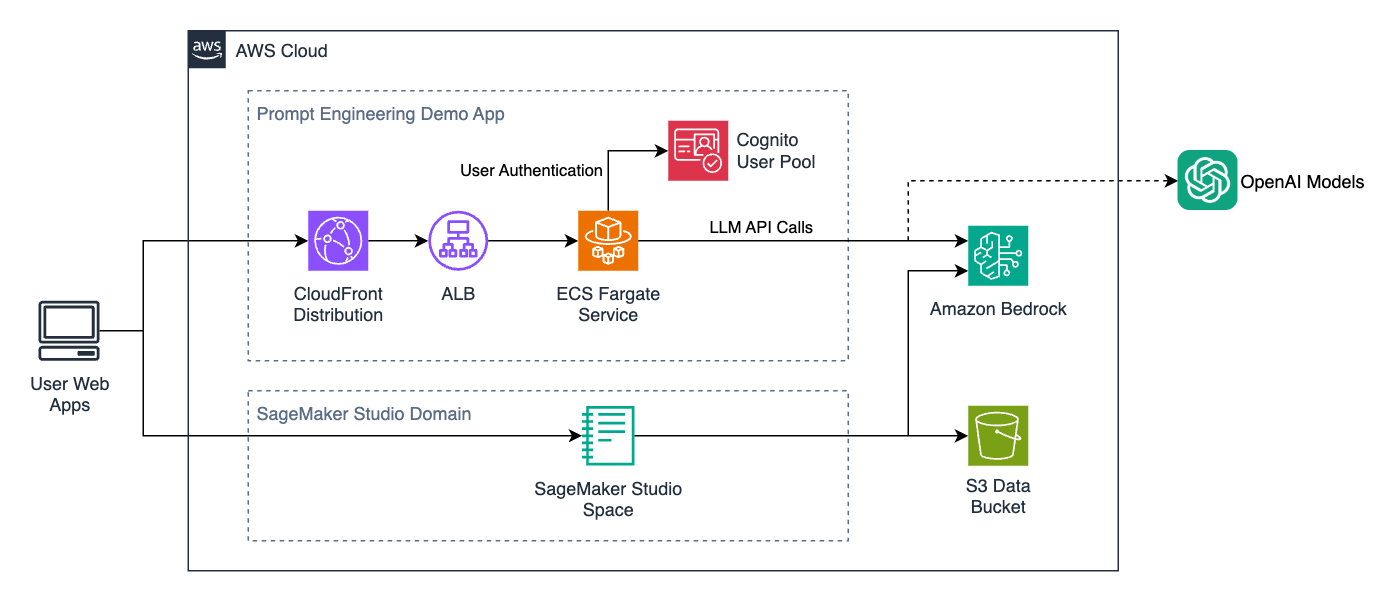 aws
AWS Cloud
Prompt Engineering Demo App
Cognito
User Pool
User Authentication
OpenAI Models
LLM API Calls
CloudFront
Distribution
ALB
ECS Fargate
Service
Amazon Bedrock
User Web
Apps
SageMaker Studio Domain
SageMaker Studio
Space
S3 Data
Bucket